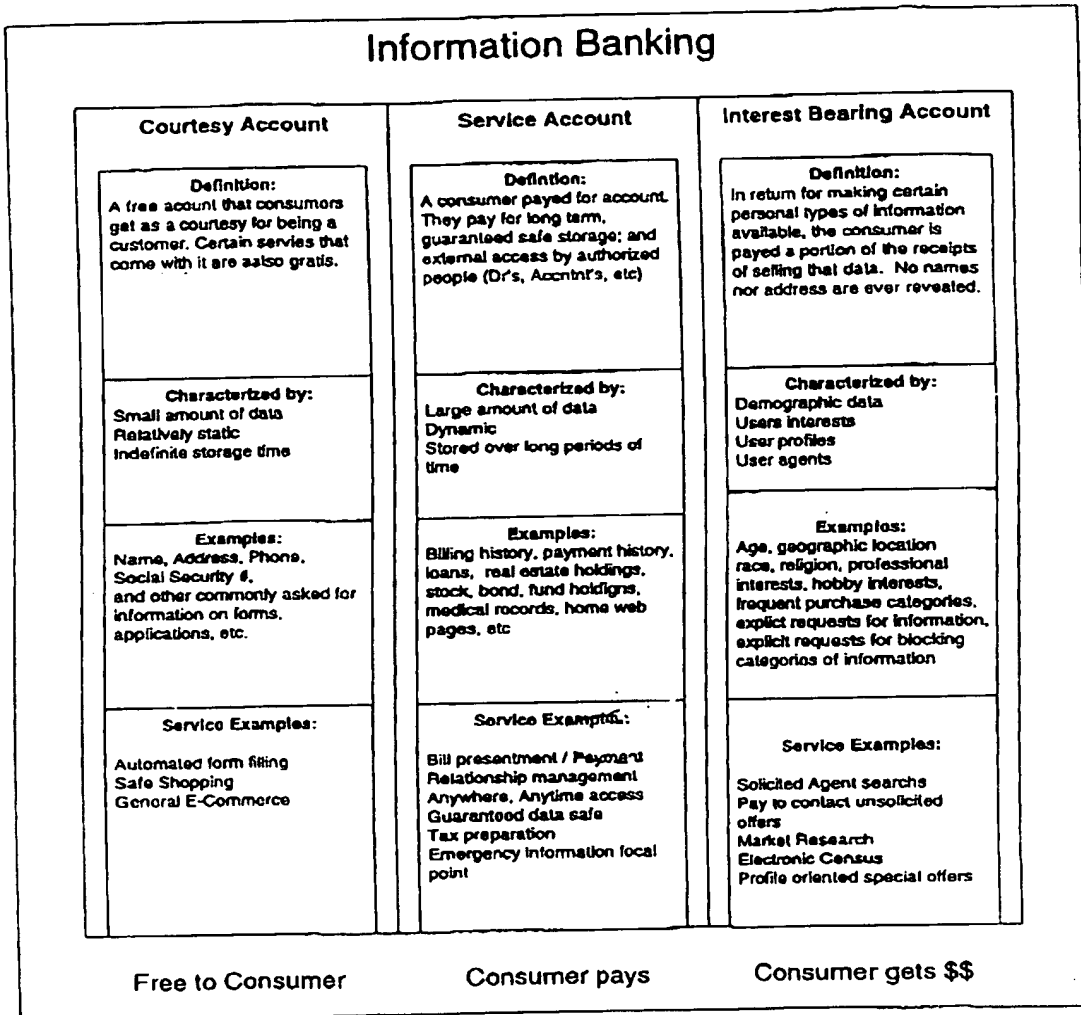 Information Banking
Courtesy Account
Definition:
A free acount that consumers
get as a courtesy for being a
customer. Certain servies that
come with it are aalso gratis.
Characterized by:
Small amount of data
Relatively static
Indefinite storage time
Examples:
Name, Address, Phone,
Social Security #,
and other commonly asked for
information on forms,
applications, etc.
Service Examples:
Automated form filling
Safe Shopping
General E-Commerce
Free to Consumer
Service Account
Defintion:
A consumer payed for account.
They pay for long term,
guaranteed safe storage; and
external access by authorized
people (Dr's, Accntnt's, etc)
Characterized by:
Large amount of data
Dynamic
Stored over long periods of
time
Examples:
Billing history, payment history,
loans, real estate holdings,
stock, bond, fund holdigns,
medical records, home web
pages, etc
Service Examples:
Bill presentment / Payment
Relationship management
Anywhere, Anytime access
Guaranteed data safe
Tax preparation
Emergency Information focal
point
Consumer pays
Interest Bearing Account
Definition:
In return for making certain
personal types of information
available, the consumer is
payed a portion of the receipts
of selling that data. No names
nor address are ever revealed.
Characterized by:
Demographic data
Users interests
User profiles
User agents
Examples:
Age, geographic location
race, religion, professional
interests, hobby interests,
frequent purchase categories,
explict requests for information,
explicit requests for blocking
categories of information
Service Examples:
Solicited Agent searchs
Pay to contact unsolicited
offers
Market Research
Electronic Census
Profile oriented special offers
Consumer gets $$